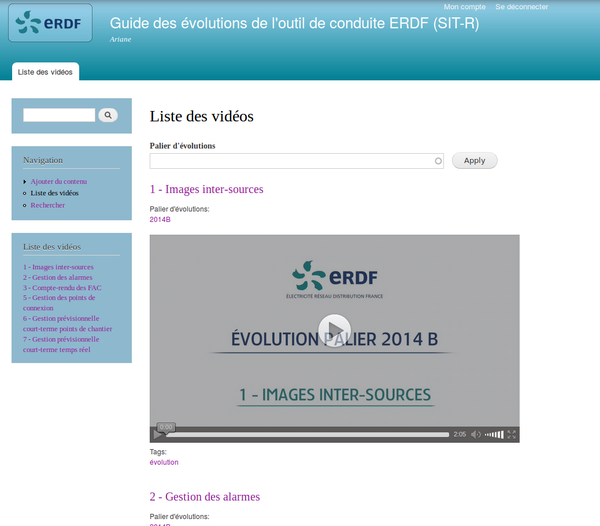 Mon compte Se déconnecter
eRDF
Guide des évolutions de l'outil de conduite ERDF (SIT-R)
Ariane
Liste des vidéos
Navigation
Ajouter du contenu
Liste des vidéos
Rechercher
Liste des vidéos
1 - Images inter-sources
2 - Gestion des alarmes
3 - Compte-rendu des FAC
5 - Gestion des points de
connexion
6 - Gestion prévisionnelle
court-terme points de chantier
7 - Gestion prévisionnelle
court-terme temps réel
Liste des vidéos
Palier d'évolutions
Apply
1 - Images inter-sources
Palier d'évolutions:
2014B
eRDF
ÉLECTRICITÉ RÉSEAU DISTRIBUTION FRANCE
ÉVOLUTION PALIER 2014 B
1 - IMAGES INTER-SOURCES
0:00
2:05
Tags:
évolution
2 - Gestion des alarmes
Palier d'évolutions:
2014B